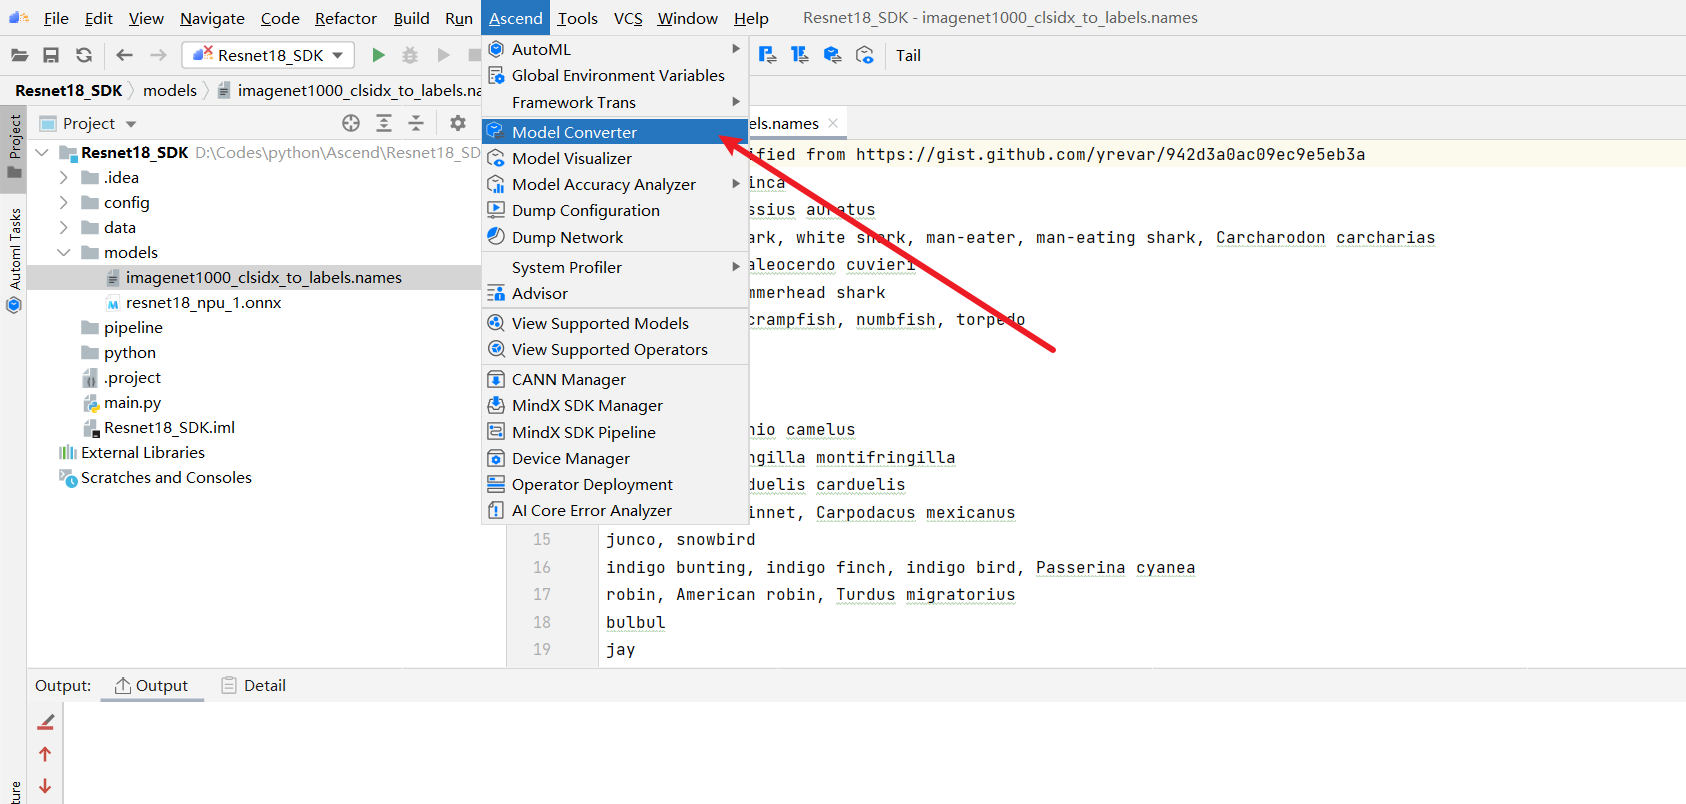 File Edit View Navigate Code Refactor Build Run Ascend Tools VCS Window Help Resnet18_SDK - imagenet1000_clsidx_to_labels.names
Resnet18_SDK Tail
Resnet18_SDK models imagenet1000_clsidx_to_labels.na
Project
Resnet18_SDK D:\Codes\python\Ascend\Resnet18_SD
.idea
config
data
models
imagenet1000_clsidx_to_labels.names
resnet18_npu_1.onnx
pipeline
python
.project
main.py
Resnet18_SDK.iml
External Libraries
Scratches and Consoles
Project
Automl Tasks
AutoML
Global Environment Variables
Framework Trans
Model Converter
Model Visualizer
Model Accuracy Analyzer
Dump Configuration
Dump Network
System Profiler
Advisor
View Supported Models
View Supported Operators
CANN Manager
MindX SDK Manager
MindX SDK Pipeline
Device Manager
Operator Deployment
AI Core Error Analyzer
els.names
ified from https://gist.github.com/yrevar/942d3a0ac09ec9e5eb3a
inca
ssius auratus
ark, white shark, man-eater, man-eating shark, Carcharodon carcharias
aleocerdo cuvieri
mmerhead shark
crampfish, numbfish, torpedo
hio camelus
ngilla montifringilla
duelis carduelis
innet, Carpodacus mexicanus
15 junco, snowbird
16 indigo bunting, indigo finch, indigo bird, Passerina cyanea
17 robin, American robin, Turdus migratorius
18 bulbul
19 jay
Output: Output Detail
ture